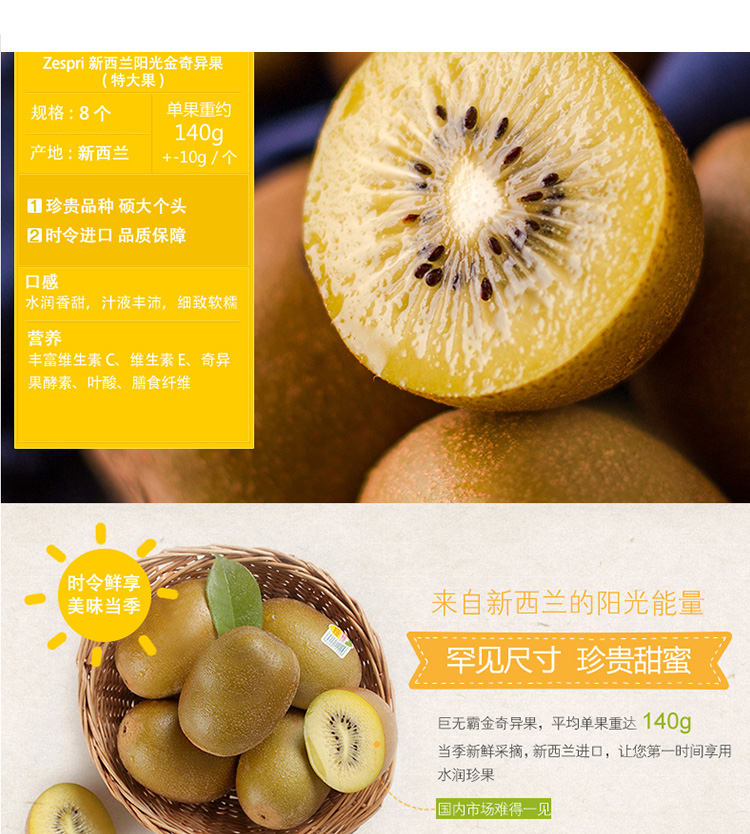 Zespri 新西兰阳光金奇异果
( 特大果 )
规格 : 8 个
单果重约
140g
+-10g / 个
产地 : 新西兰
1 珍贵品种 硕大个头
2 时令进口 品质保障
口感
水润香甜，汁液丰沛，细致软糯
营养
丰富维生素 C、维生素 E、奇异
果酵素、叶酸、膳食纤维
时令鲜享
美味当季
来自新西兰的阳光能量
罕见尺寸 珍贵甜蜜
巨无霸金奇异果，平均单果重达 140g
当季新鲜采摘，新西兰进口，让您第一时间享用
水润珍果
国内市场难得一见